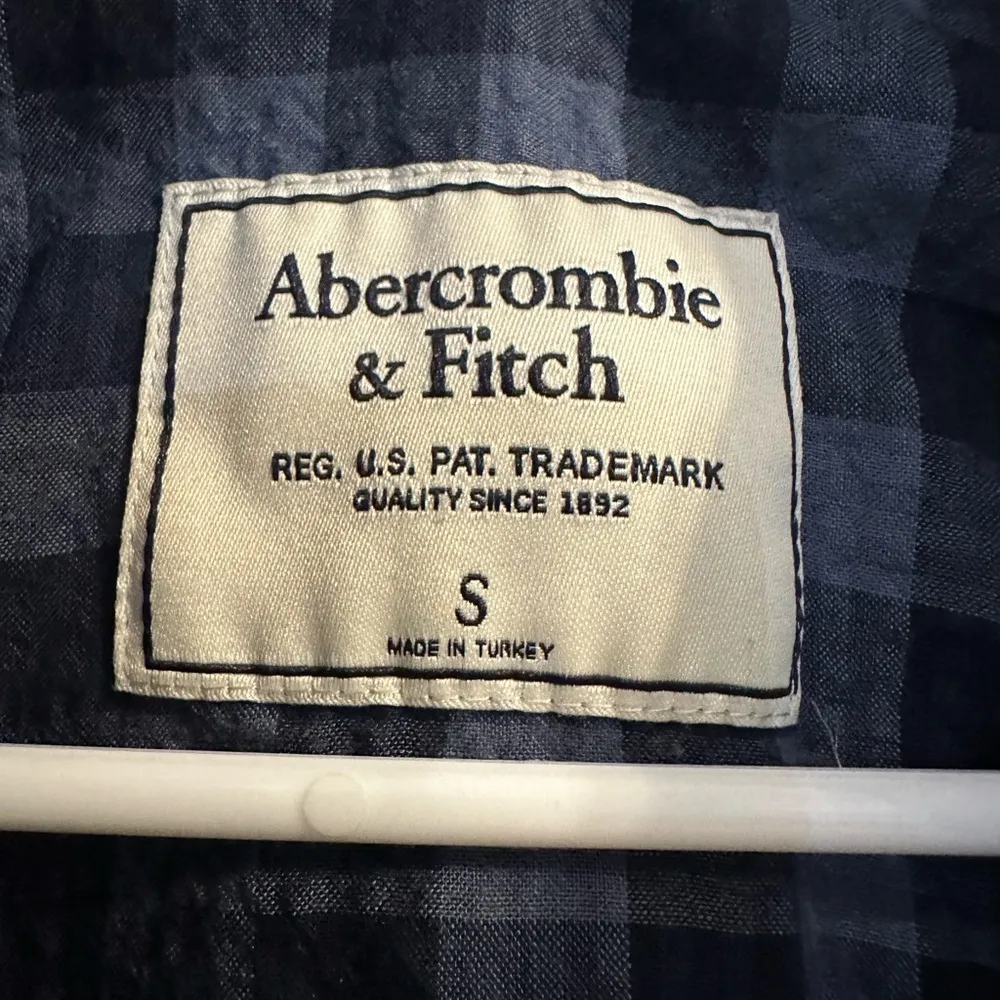 Abercrombie
& Fitch
REG. U.S. PAT. TRADEMARK
QUALITY SINCE 1892
S
MADE IN TURKEY